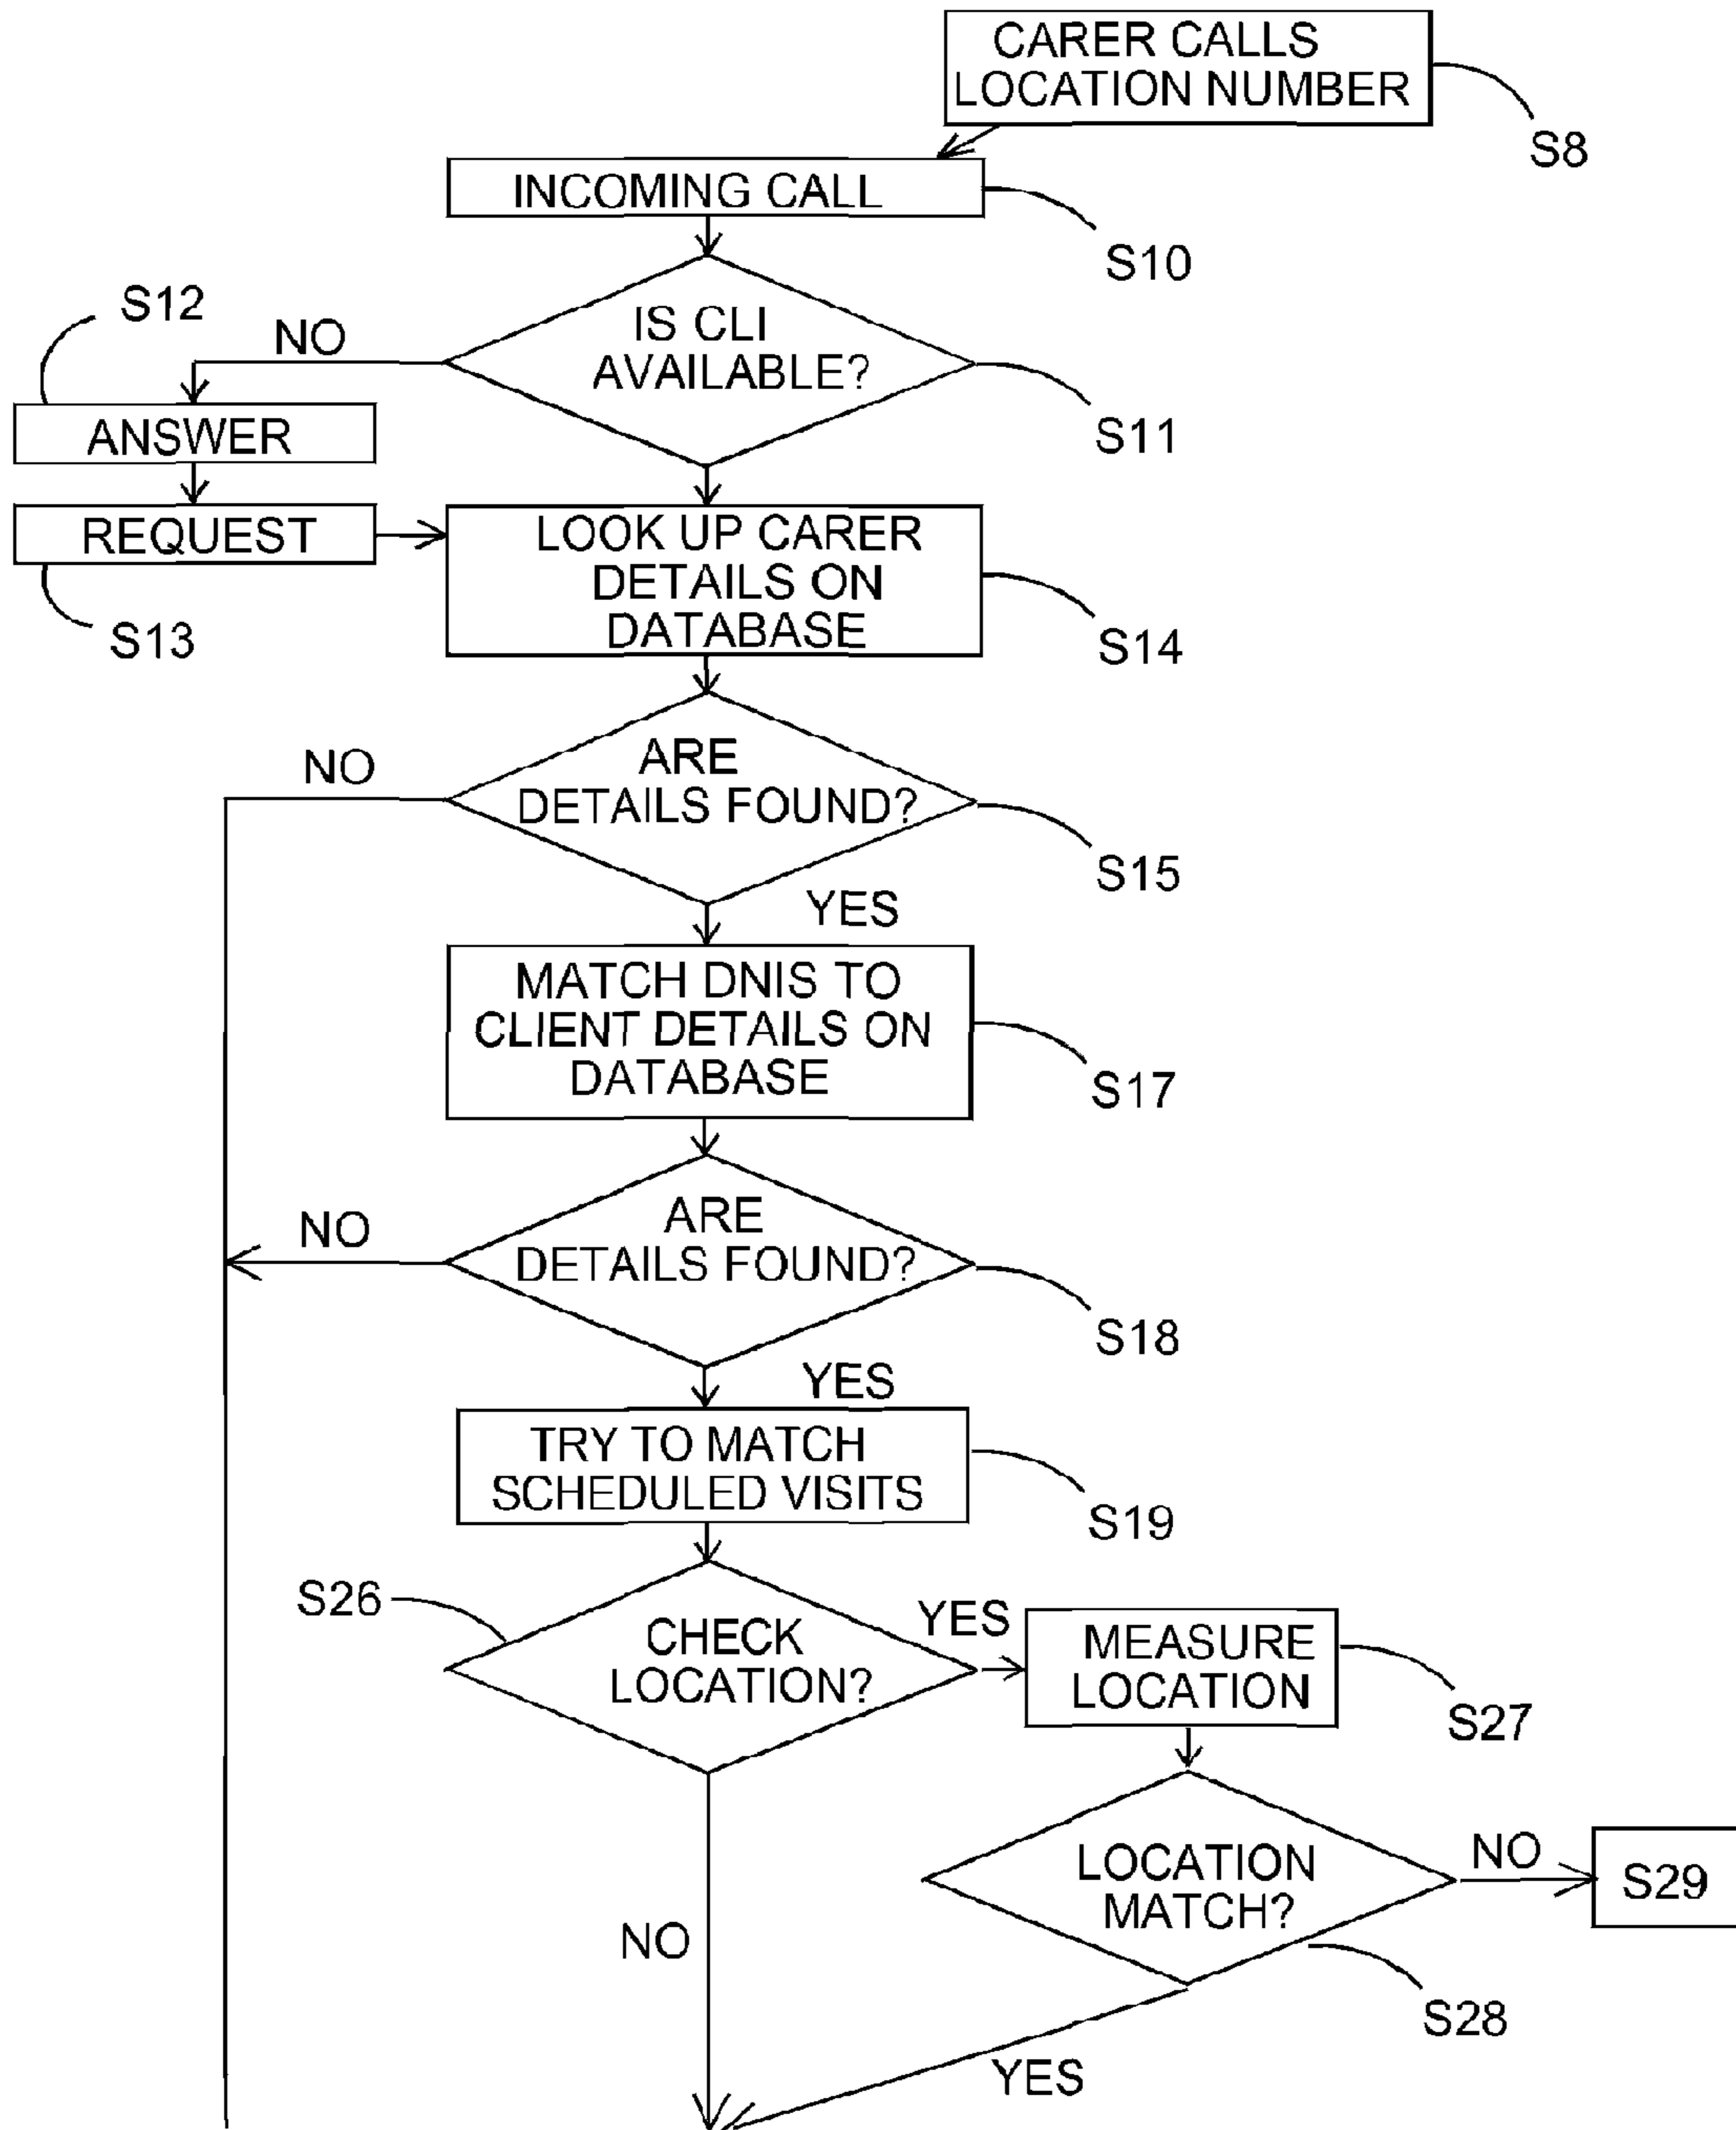 CARER CALLS
LOCATION NUMBER
S8
INCOMING CALL
S10
S12
NO
IS CLI
AVAILABLE?
S11
ANSWER
REQUEST
S13
LOOK UP CARER
DETAILS ON
DATABASE
S14
NO
ARE
DETAILS FOUND?
S15
YES
MATCH DNIS TO
CLIENT DETAILS ON
DATABASE
S17
NO
ARE
DETAILS FOUND?
S18
YES
TRY TO MATCH
SCHEDULED VISITS
S19
S26
CHECK
LOCATION?
YES
MEASURE
LOCATION
S27
NO
LOCATION
MATCH?
NO
S29
S28
YES